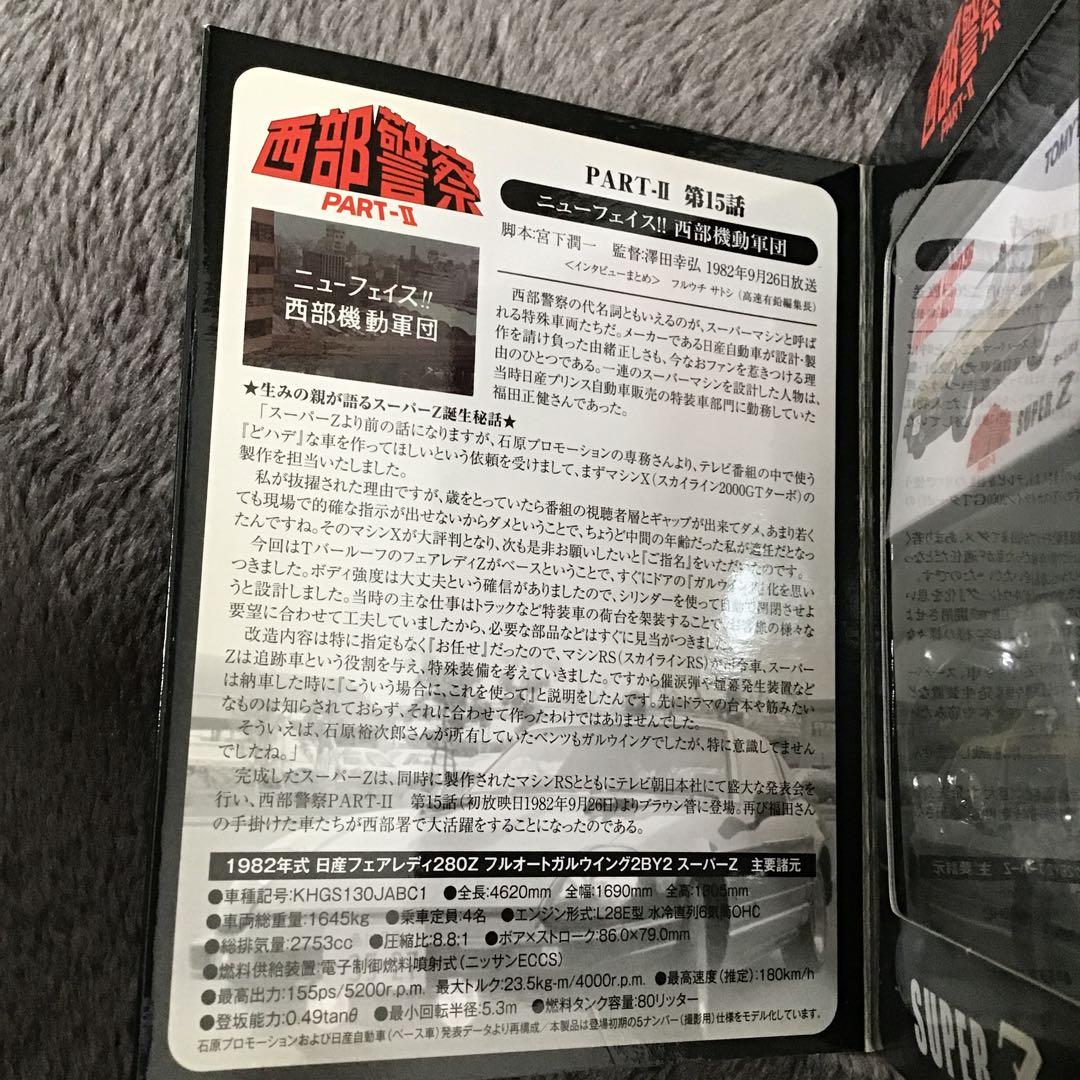 西部警察
PART-II
PART-II 第15話
ニューフェイス!! 西部機動軍団
脚本:宮下潤一 監督:澤田幸弘 1982年9月26日放送
<インタビューまとめ> フルウチ サトシ(高速有鉛編集長)
ニューフェイス!!
西部機動軍団
西部警察の代名詞ともいえるのが、スーパーマシンと呼ば
れる特殊車両たちだ。メーカーである日産自動車が設計・製
作を請け負った由緒正しさも、今なおファンを惹きつける理
由のひとつである。一連のスーパーマシンを設計した人物は、
当時日産プリンス自動車販売の特装車部門に勤務していた
福田正健さんであった。
★生みの親が語るスーパーZ誕生秘話★
「スーパーZより前の話になりますが、石原プロモーションの専務さんより、テレビ番組の中で使う
『どハデ』な車を作ってほしいという依頼を受けまして、まずマシンX(スカイライン2000GTターボ)の
製作を担当いたしました。
私が抜擢された理由ですが、歳をとっていたら番組の視聴者層とギャップが出来てダメ、あまり若く
ても現場で的確な指示が出せないからダメということで、ちょうど中間の年齢だった私が適任だとなっ
たんですね。そのマシンXが大評判となり、次も是非お願いしたいと『ご指名』をいただいたのです。
今回はTバールーフのフェアレディZがベースということで、すぐにドアの『ガルウイング』化を思い
つきました。ボディ強度は大丈夫という確信がありましたので、シリンダーを使って自動で開閉させよ
うと設計しました。当時の主な仕事はトラックなど特装車の荷台を架装することで、お客様の様々な
要望に合わせて工夫していましたから、必要な部品などはすぐに見当がつきました。
改造内容は特に指定もなく『お任せ』だったので、マシンRS(スカイラインRS)が司令車、スーパー
Zは追跡車という役割を与え、特殊装備を考えていきました。ですから催涙弾や煙幕発生装置など
は納車した時に『こういう場合に、これを使って』と説明をしたんです。先にドラマの台本や筋みたい
なものは知らされておらず、それに合わせて作ったわけではありませんでした。
そういえば、石原裕次郎さんが所有していたベンツもガルウイングでしたが、特に意識してません
でしたね。」
完成したスーパーZは、同時に製作されたマシンRSとともにテレビ朝日本社にて盛大な発表会を
行い、西部警察PART-II 第15話(初放映日1982年9月26日)よりブラウン管に登場。再び福田さん
の手掛けた車たちが西部署で大活躍をすることになったのである。
1982年式 日産フェアレディ280Z フルオートガルウイング2BY2 スーパーZ 主要諸元
●車種記号:KHGS130JABC1 ●全長:4620mm 全幅:1690mm 全高:1305mm
●車両総重量:1645kg ●乗車定員:4名 ●エンジン形式:L28E型 水冷直列6気筒OHC
●総排気量:2753cc ●圧縮比:8.8:1 ●ボア×ストローク:86.0×79.0mm
●燃料供給装置:電子制御燃料噴射式(ニッサンECCS)
●最高出力:155ps/5200r.p.m. 最大トルク:23.5kg-m/4000r.p.m. ●最高速度(推定):180km/h
●登坂能力:0.49tanθ ●最小回転半径:5.3m ●燃料タンク容量:80リッター
石原プロモーションおよび日産自動車(ベース車)発表データより再構成/本製品は登場初期の5ナンバー(撮影用)仕様をモデル化しています。
西部警察
PART-II
TOMY
SUPER Z
SUPER Z